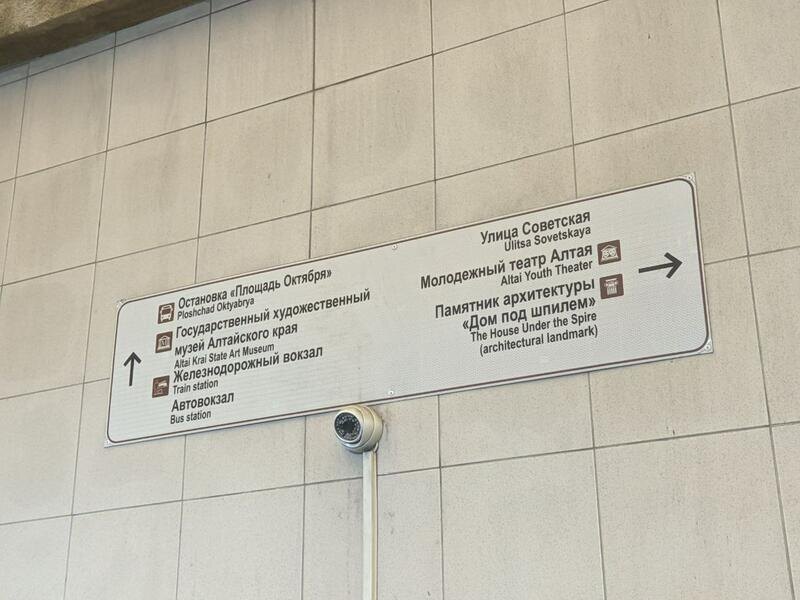 Остановка «Площадь Октября»
Ploshchad Oktyabrya
Государственный художественный
музей Алтайского края
Altai Krai State Art Museum
Железнодорожный вокзал
Train station
Автовокзал
Bus station
Улица Советская
Ulitsa Sovetskaya
Молодежный театр Алтая
Altai Youth Theater
Памятник архитектуры
«Дом под шпилем»
The House Under the Spire
(architectural landmark)